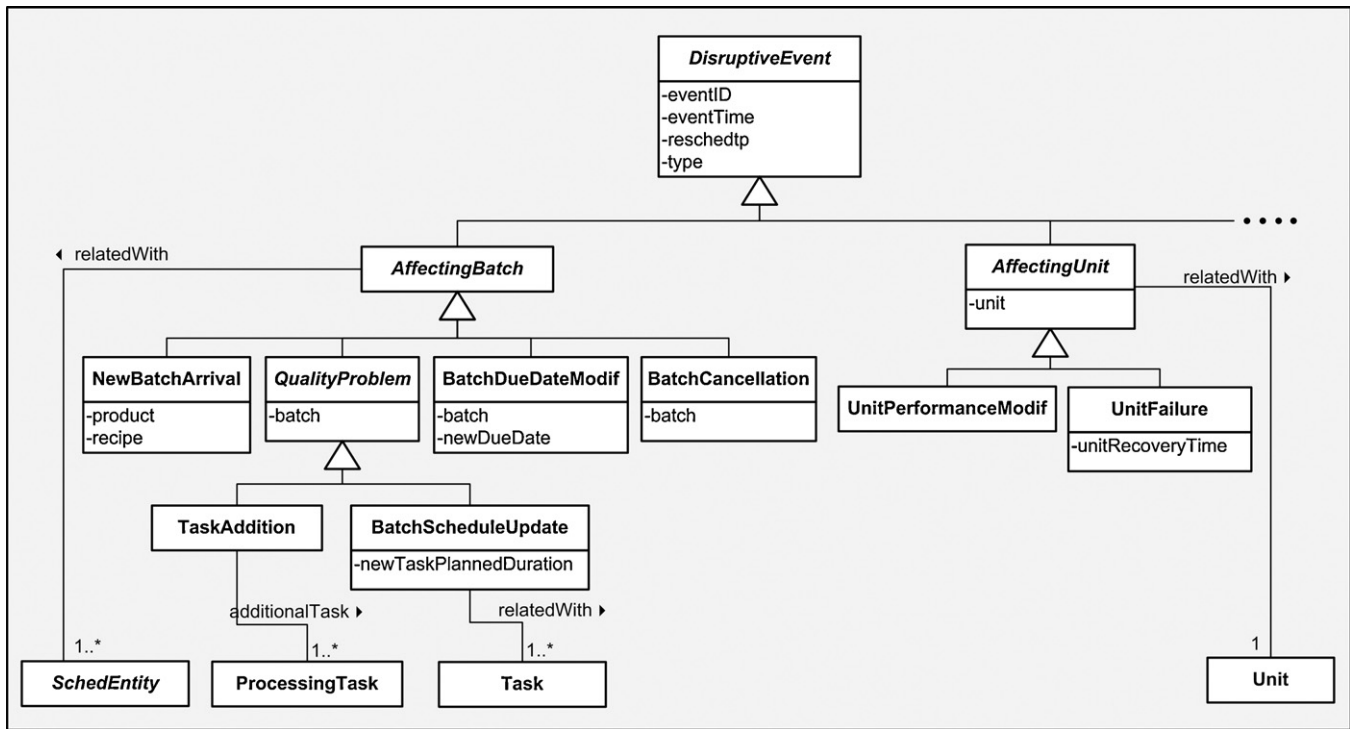 DisruptiveEvent
-eventID
-eventTime
-reschedtp
-type
••••
◂ relatedWith
AffectingBatch
AffectingUnit
-unit
relatedWith ▸
NewBatchArrival
-product
-recipe
QualityProblem
-batch
BatchDueDateModif
-batch
-newDueDate
BatchCancellation
-batch
UnitPerformanceModif
UnitFailure
-unitRecoveryTime
TaskAddition
BatchScheduleUpdate
-newTaskPlannedDuration
additionalTask ▸
relatedWith ▸
1..*
1..*
1..*
1
SchedEntity
ProcessingTask
Task
Unit